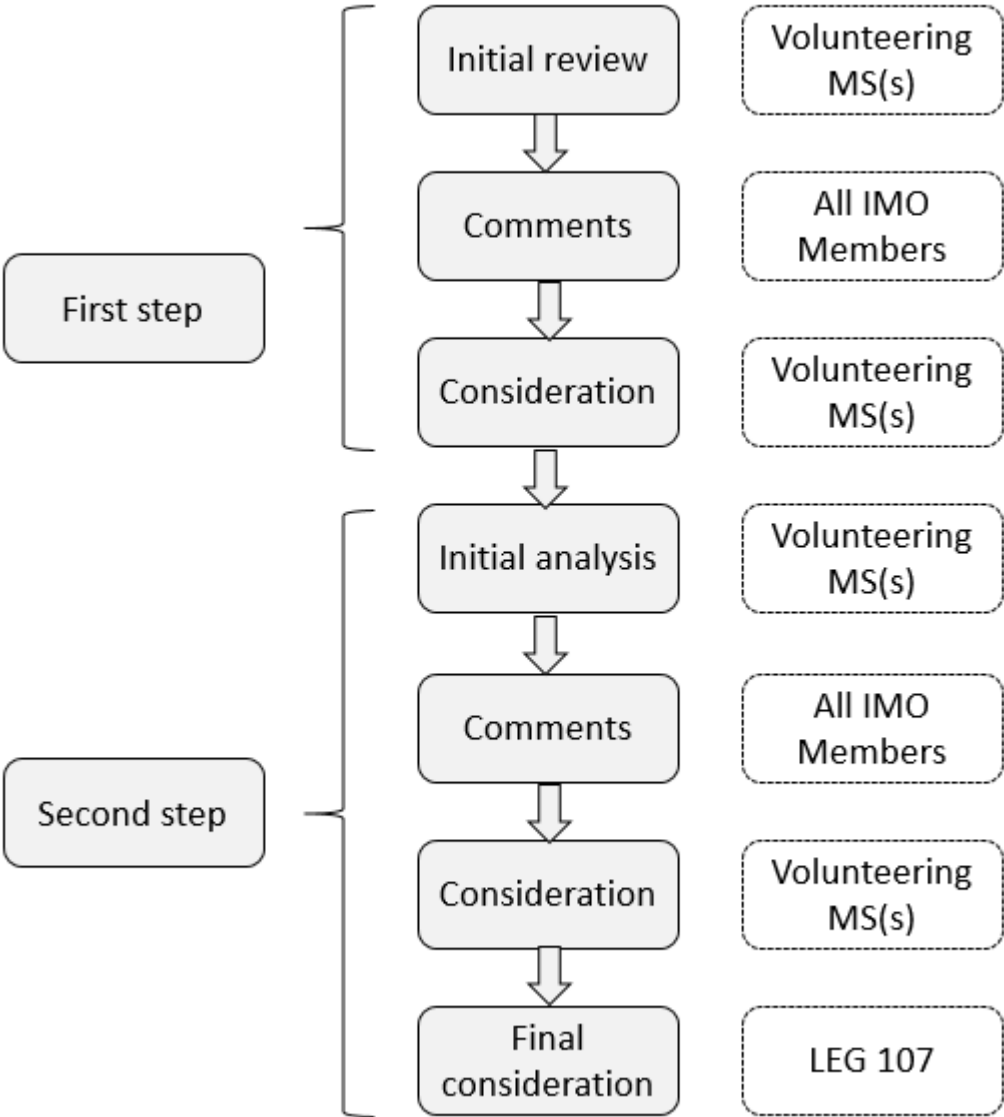 Initial review
Volunteering
MS(s)
Comments
All IMO
Members
First step
Consideration
Volunteering
MS(s)
Initial analysis
Volunteering
MS(s)
Comments
All IMO
Members
Second step
Consideration
Volunteering
MS(s)
Final
consideration
LEG 107